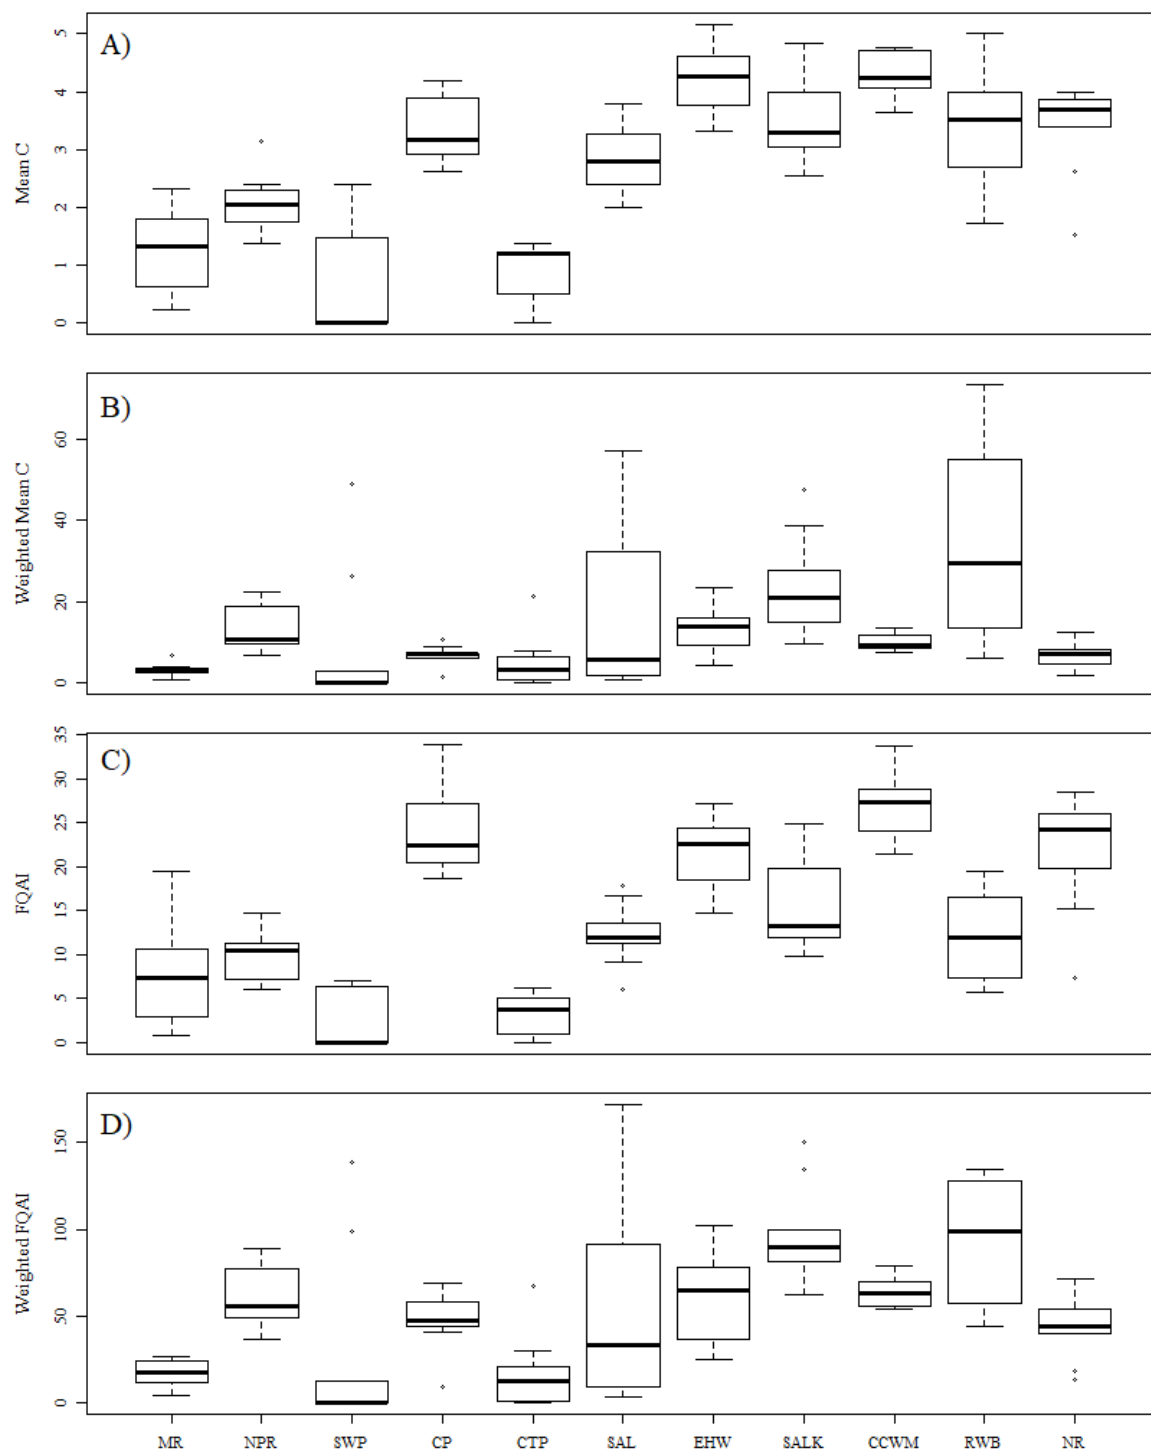 A)
Mean C
5
4
3
2
1
0
B)
Weighted Mean C
60
40
20
0
C)
FQAI
35
30
25
20
15
10
5
0
D)
Weighted FQAI
150
100
50
0
MR NPR SWP CP CTP SAL EHW SALK CCWM RWB NR